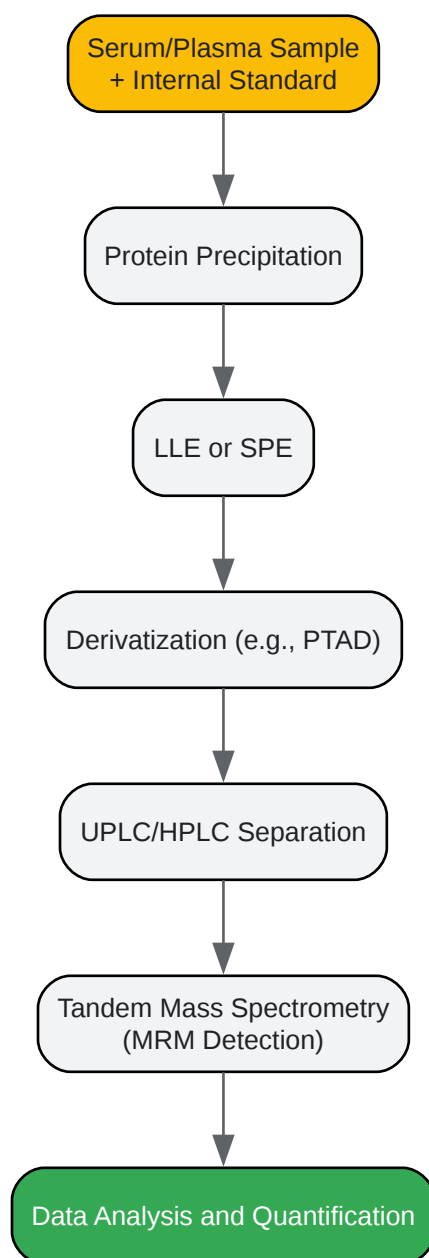 Serum/Plasma Sample
+ Internal Standard
Protein Precipitation
LLE or SPE
Derivatization (e.g., PTAD)
UPLC/HPLC Separation
Tandem Mass Spectrometry
(MRM Detection)
Data Analysis and Quantification